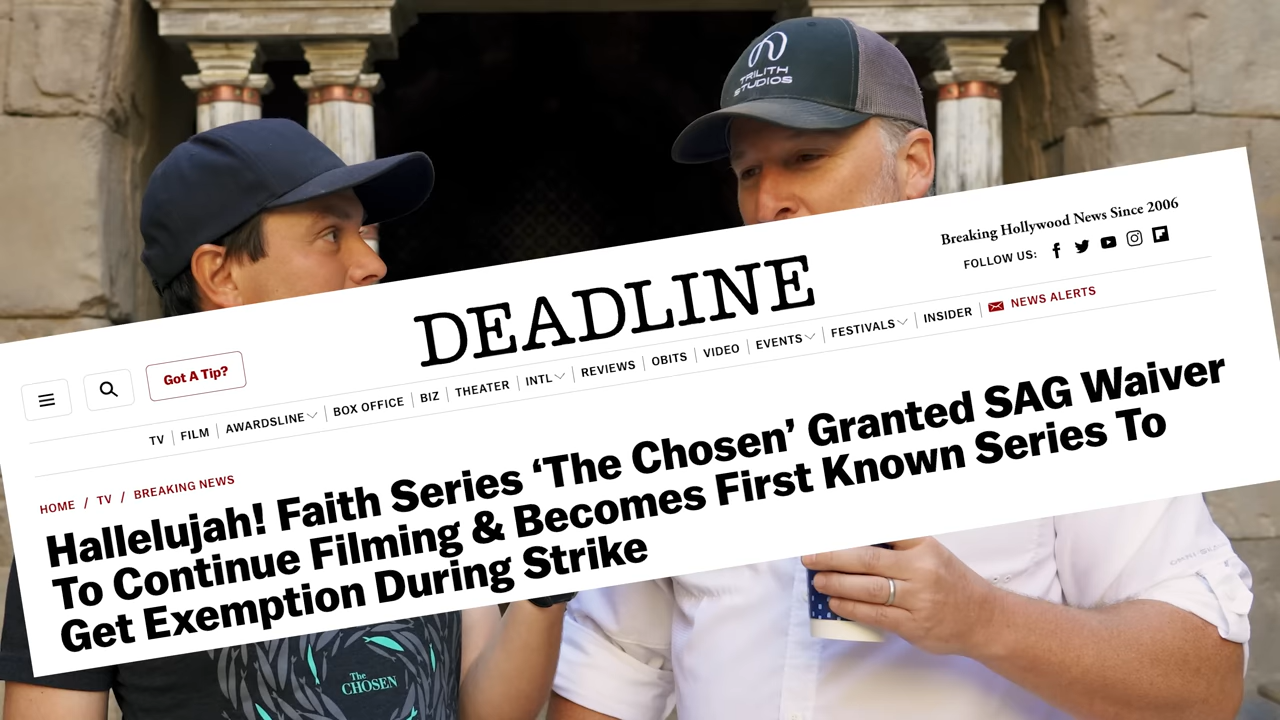 TRILITH
STUDIOS
Breaking Hollywood News Since 2006
FOLLOW US:
DEADLINE
Got A Tip?
TV FILM AWARDSLINE BOX OFFICE BIZ THEATER INTL REVIEWS OBITS VIDEO EVENTS FESTIVALS INSIDER NEWS ALERTS
HOME / TV / BREAKING NEWS
Hallelujah! Faith Series ‘The Chosen’ Granted SAG Waiver
To Continue Filming & Becomes First Known Series To
Get Exemption During Strike
The
CHOSEN